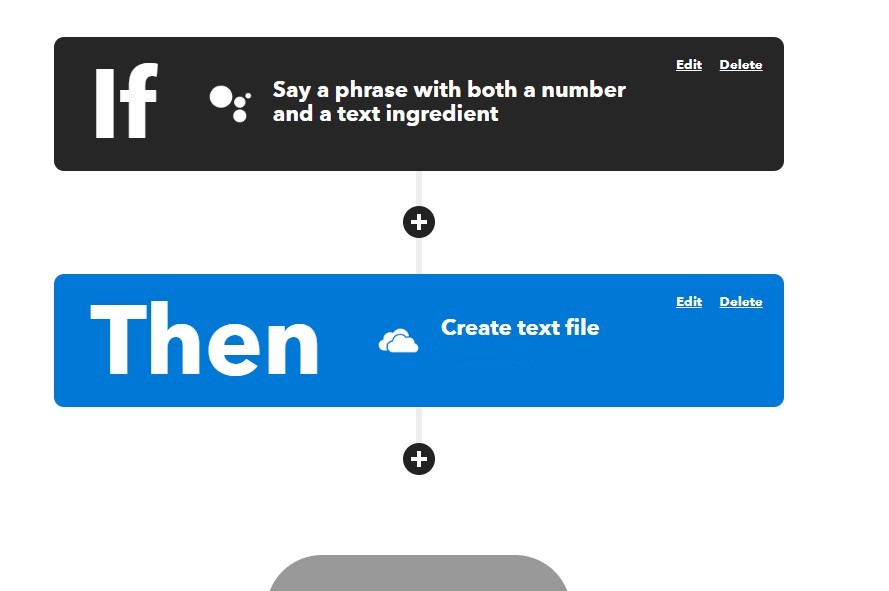 If
Say a phrase with both a number
and a text ingredient
Edit Delete
Then
Create text file
Edit Delete